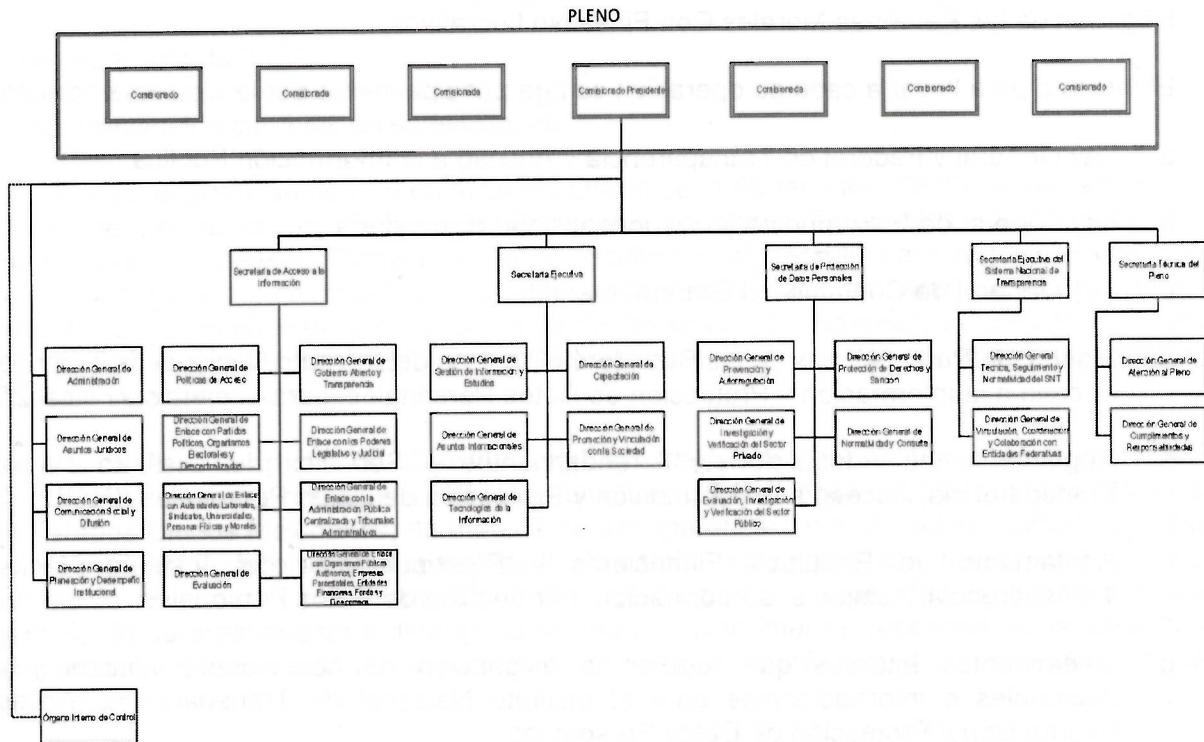 PLENO
Comisionado
Comisionada
Comisionada
Comisionado Presidente
Comisionada
Comisionado
Comisionado
Secretaría de Acceso a la
Información
Secretaría Ejecutiva
Secretaría de Protección
de Datos Personales
Secretaría Ejecutiva del
Sistema Nacional de
Transparencia
Secretaría Técnica del
Pleno
Dirección General de
Administración
Dirección General de
Políticas de Acceso
Dirección General de
Gobierno Abierto y
Transparencia
Dirección General de
Gestión de Información y
Estudios
Dirección General de
Capacitación
Dirección General de
Prevención y
Autorregulación
Dirección General de
Protección de Derechos y
Sanción
Dirección General
Técnica, Seguimiento y
Normatividad del SNT
Dirección General de
Atención al Pleno
Dirección General de
Asuntos Jurídicos
Dirección General de
Enlace con Partidos
Políticos, Organismos
Electorales y
Descentralizados
Dirección General de
Enlace con los Poderes
Legislativo y Judicial
Dirección General de
Asuntos Internacionales
Dirección General de
Promoción y Vinculación
con la Sociedad
Dirección General de
Investigación y
Verificación del Sector
Privado
Dirección General de
Normatividad y Consulta
Dirección General de
Vinculación, Coordinación
y Colaboración con
Entidades Federativas
Dirección General de
Cumplimientos y
Responsabilidades
Dirección General de
Comunicación Social y
Difusión
Dirección General de Enlace
con Autoridades Laborales,
Sindicatos, Universidades,
Personas Físicas y Morales
Dirección General de
Enlace con la
Administración Pública
Centralizada y Tribunales
Administrativos
Dirección General de
Tecnologías de la
Información
Dirección General de
Evaluación, Investigación
y Verificación del Sector
Público
Dirección General de
Planeación y Desempeño
Institucional
Dirección General de
Evaluación
Dirección General de Enlace
con Organismos Públicos
Autónomos, Empresas
Paraestatales, Entidades
Financieras, Fondos y
Fideicomisos
Órgano Interno de Control